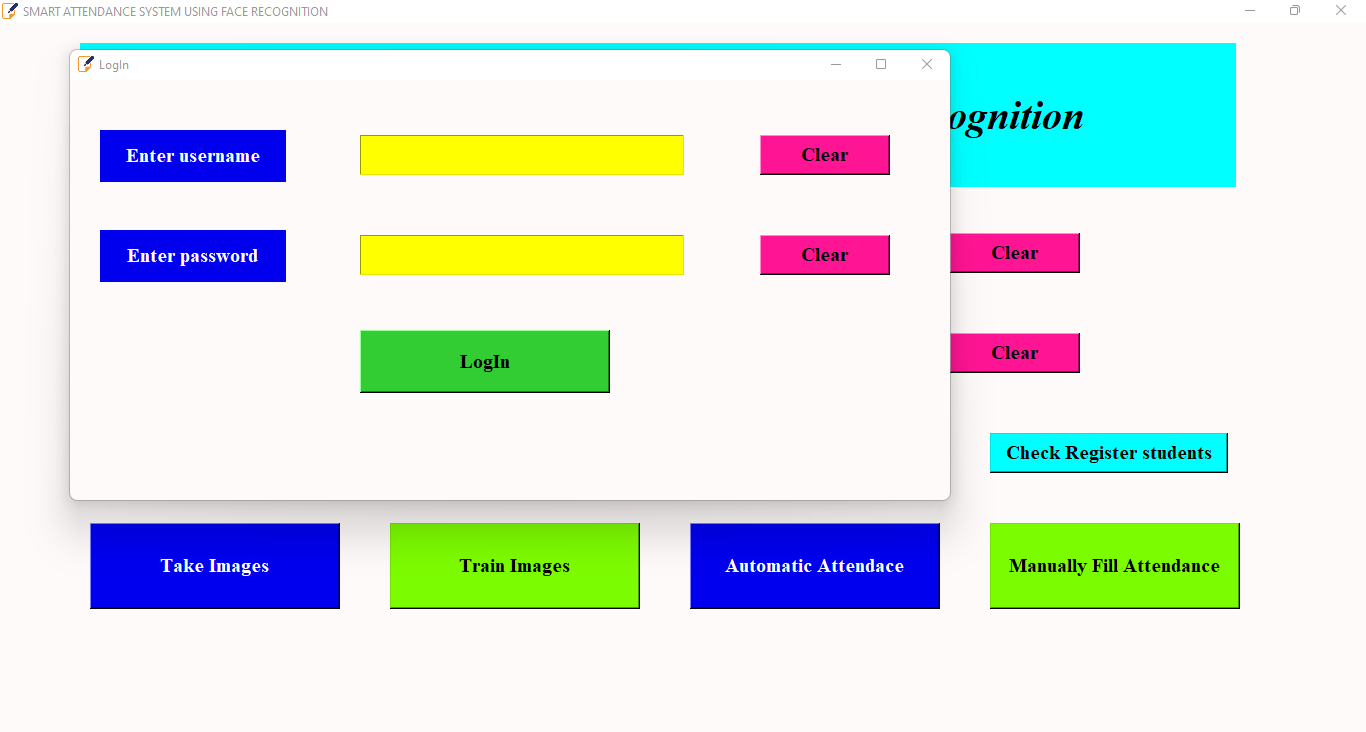 SMART ATTENDANCE SYSTEM USING FACE RECOGNITION
LogIn
ognition
Enter username
Clear
Enter password
Clear
Clear
LogIn
Clear
Check Register students
Take Images
Train Images
Automatic Attendace
Manually Fill Attendance